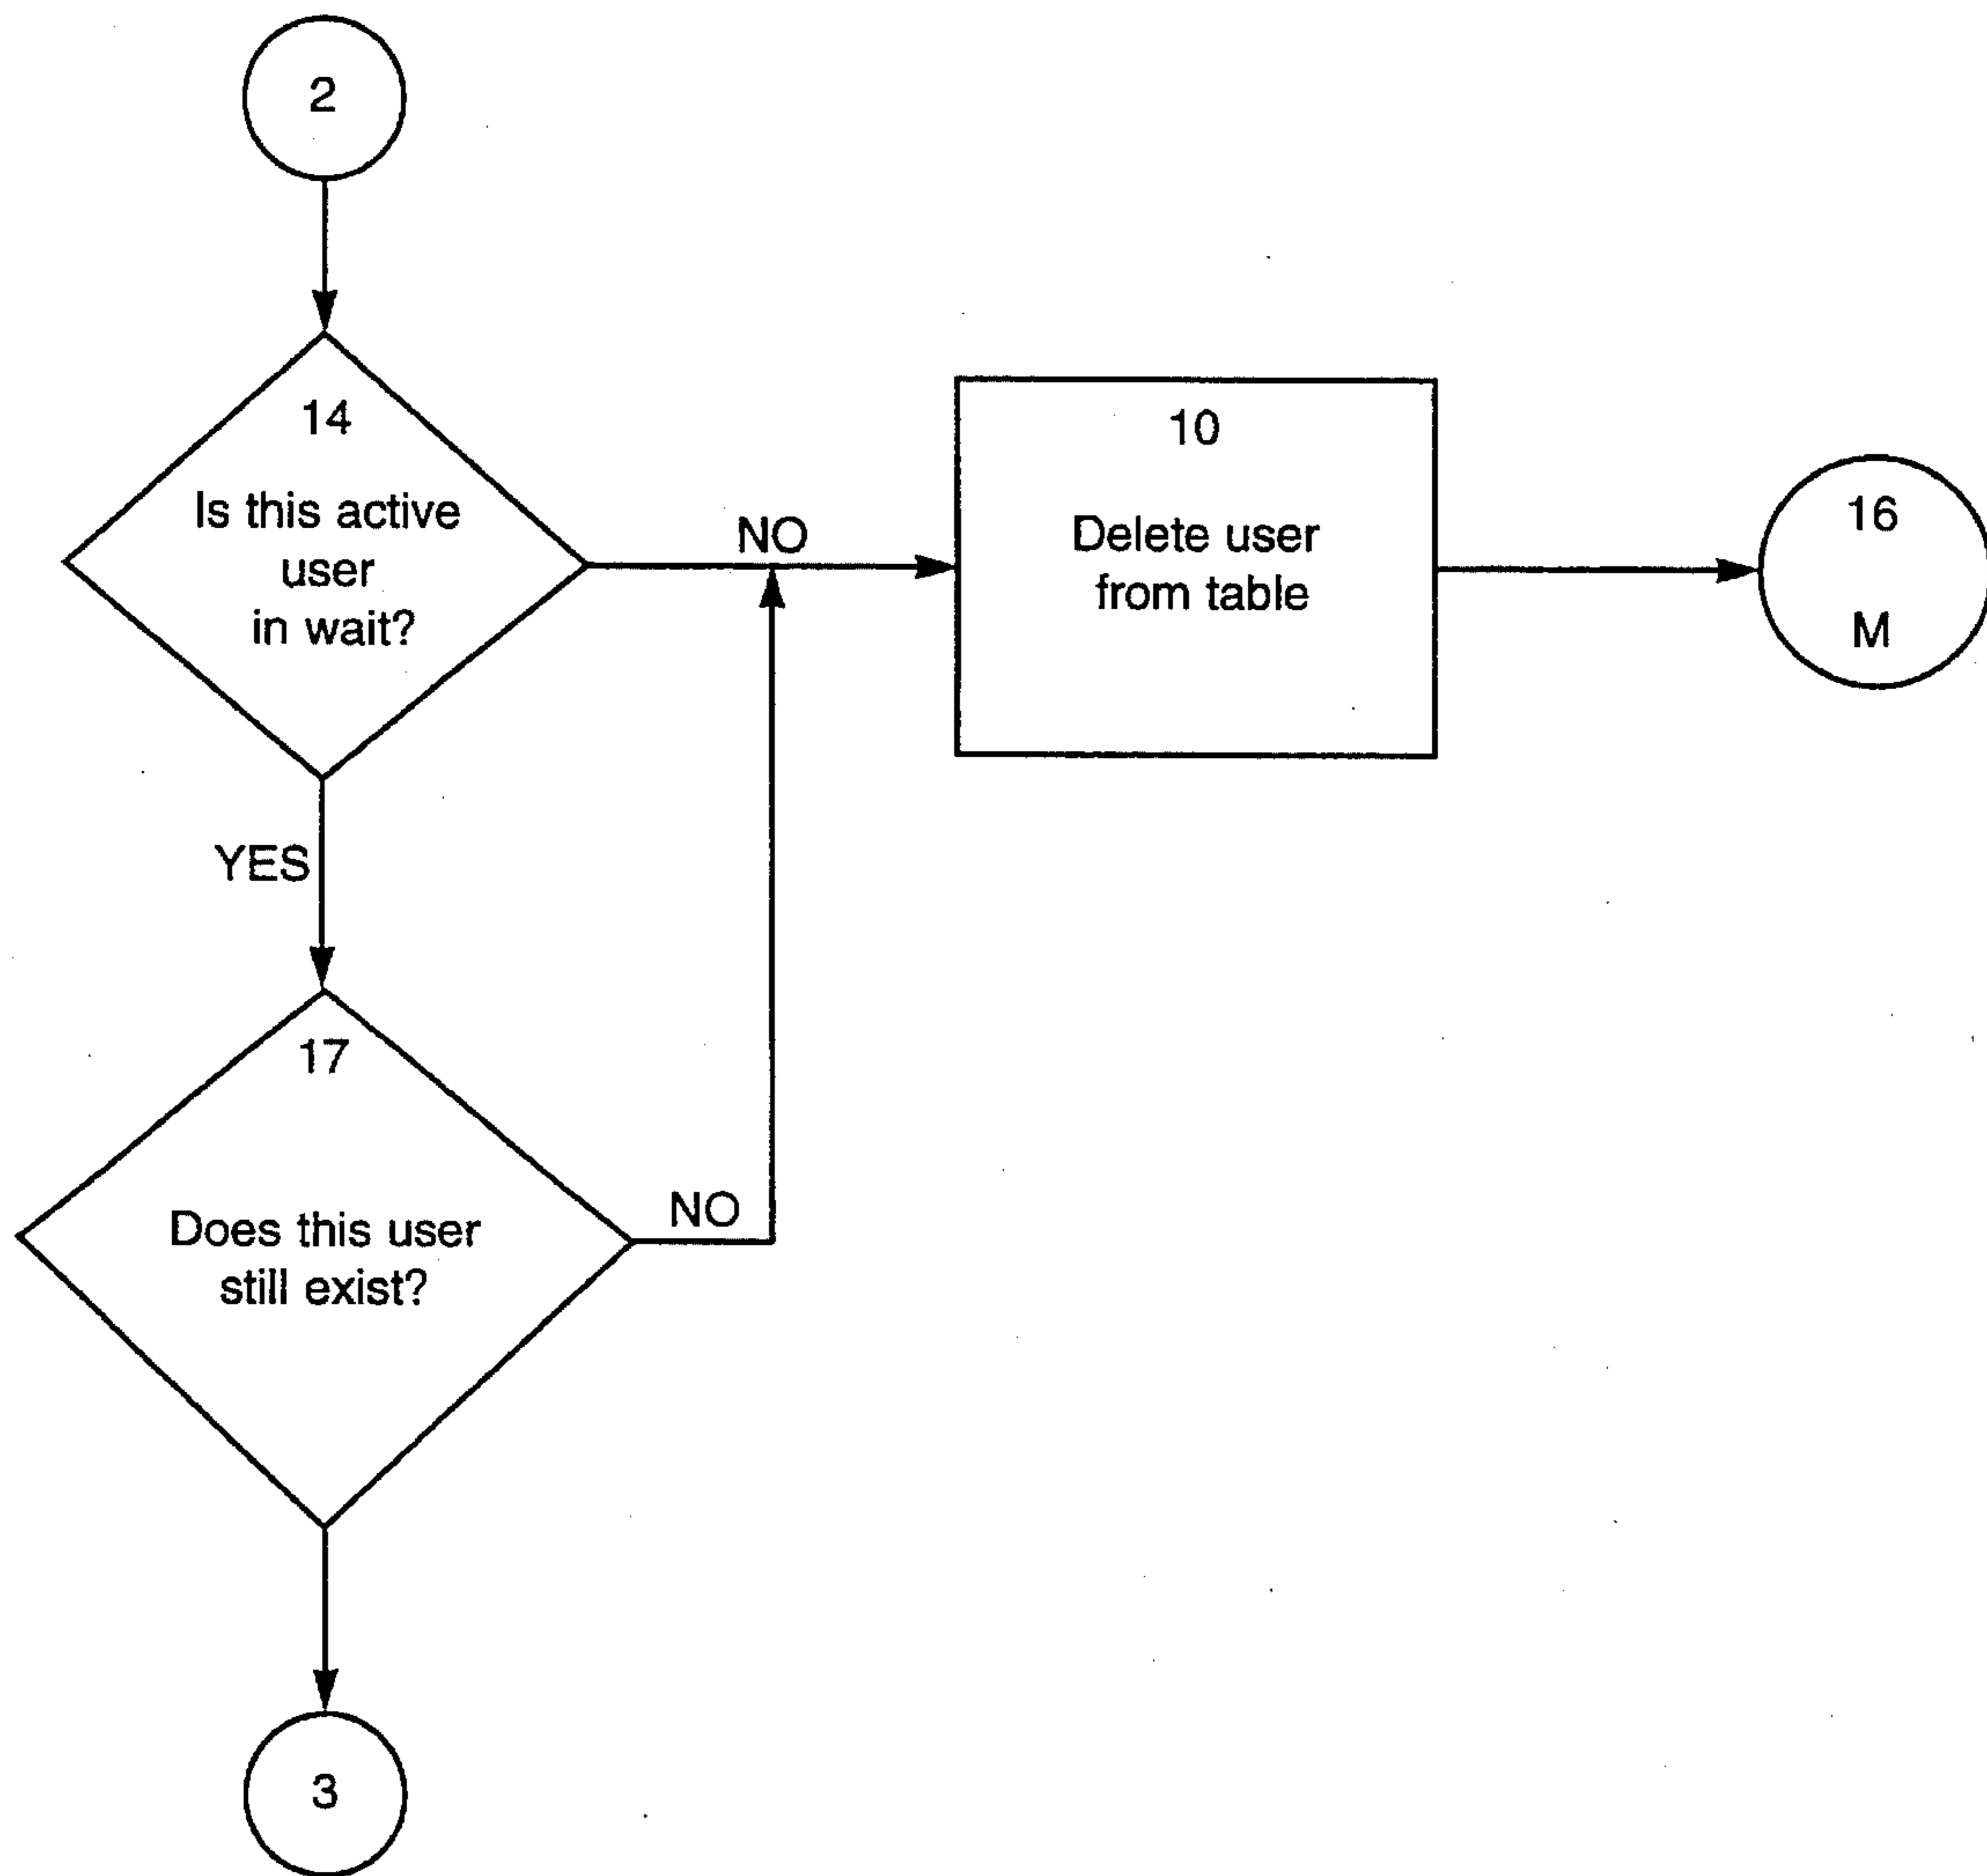 2
14
Is this active
user
in wait?
NO
10
Delete user
from table
16
M
YES
17
Does this user
still exist?
NO
3